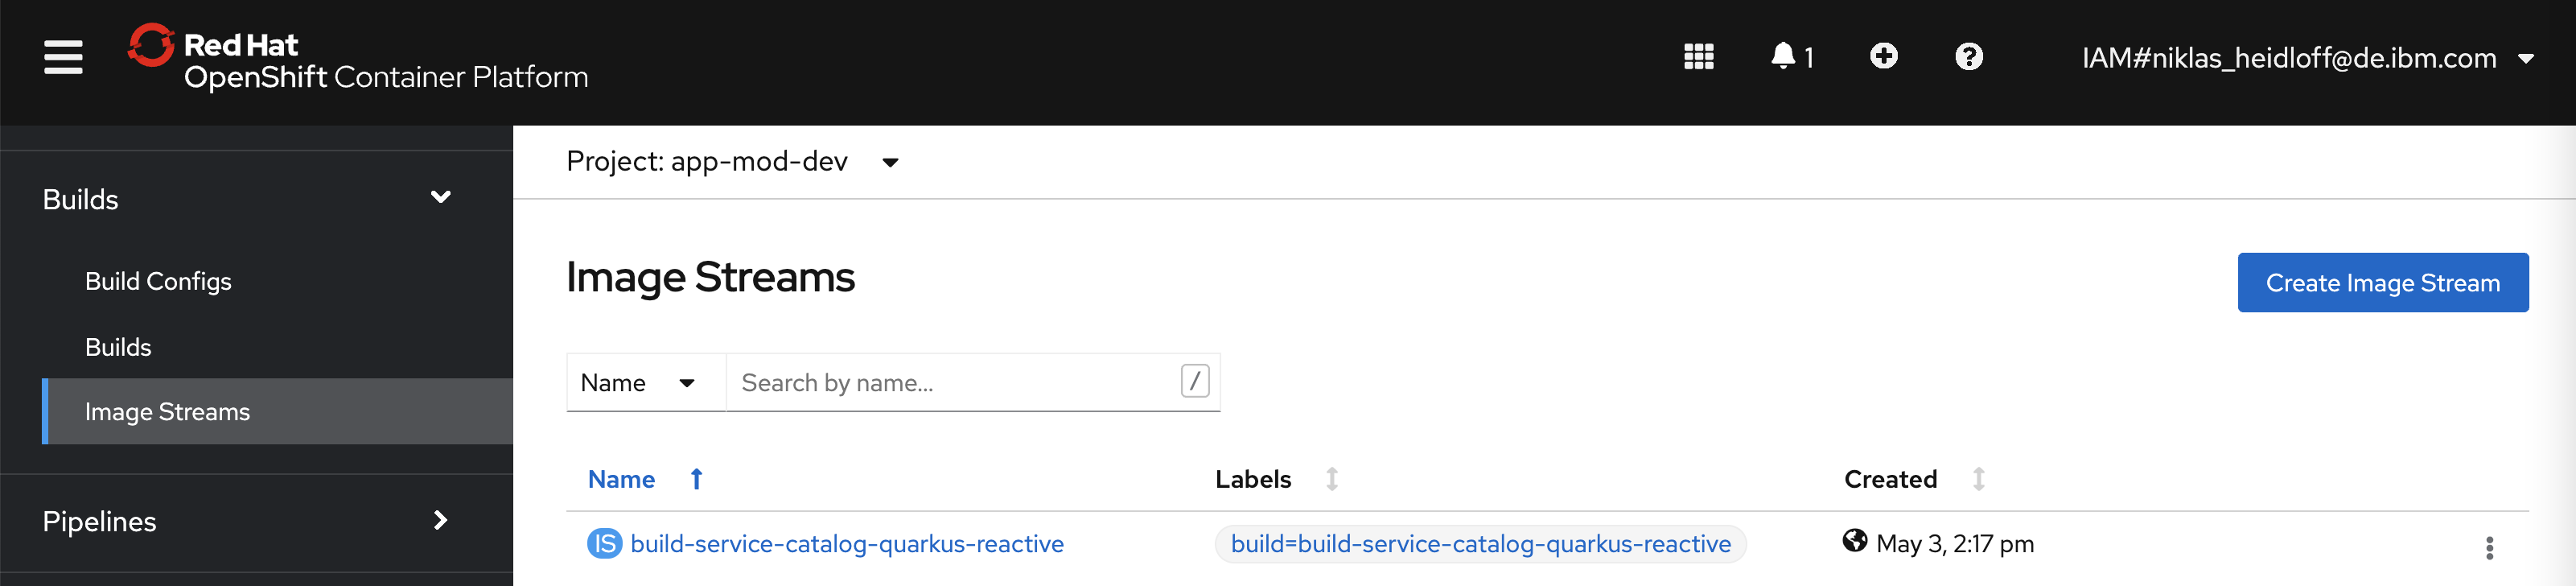 Red Hat
OpenShift Container Platform
1
IAM#niklas_heidloff@de.ibm.com
Builds
Build Configs
Builds
Image Streams
Pipelines
Project: app-mod-dev
Image Streams
Create Image Stream
Name
Search by name...
/
Name
Labels
Created
IS build-service-catalog-quarkus-reactive
build=build-service-catalog-quarkus-reactive
May 3, 2:17 pm